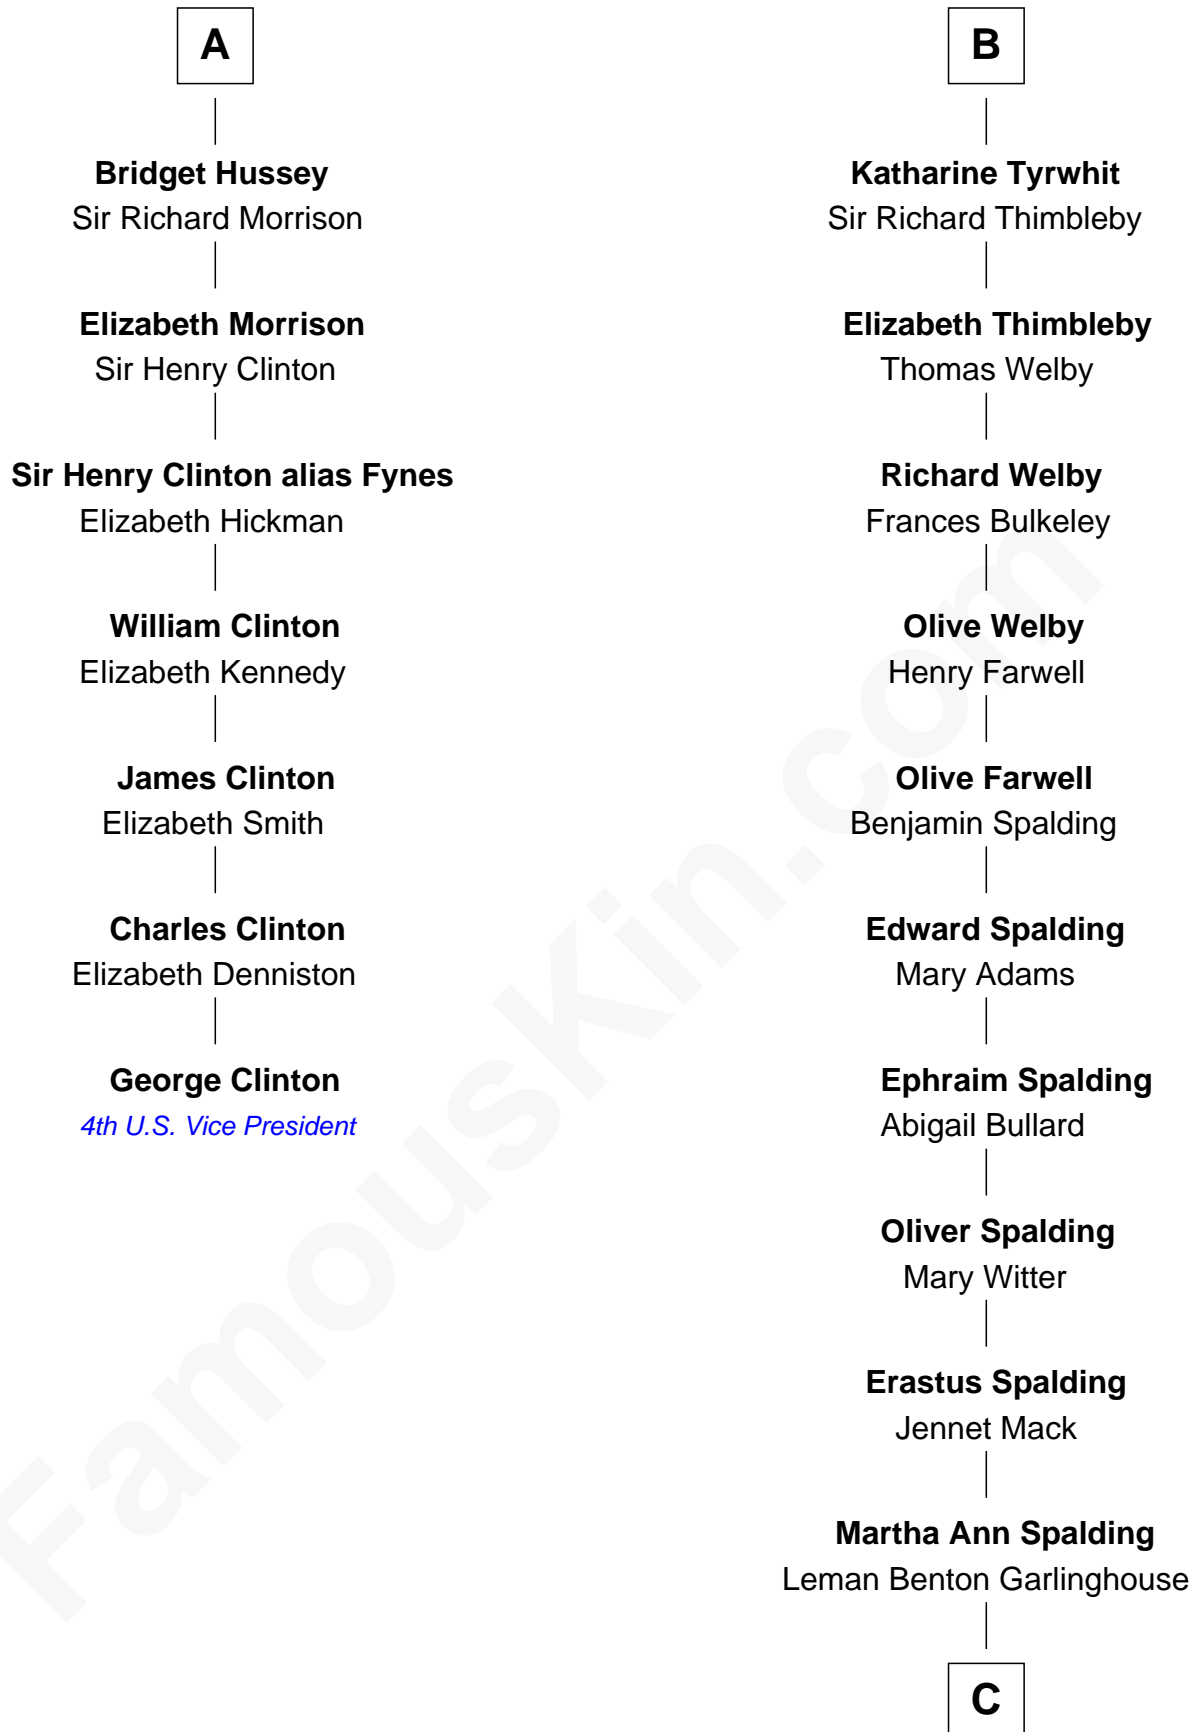 A
Bridget Hussey
Sir Richard Morrison
Elizabeth Morrison
Sir Henry Clinton
Sir Henry Clinton alias Fynes
Elizabeth Hickman
William Clinton
Elizabeth Kennedy
James Clinton
Elizabeth Smith
Charles Clinton
Elizabeth Denniston
George Clinton
4th U.S. Vice President
B
Katharine Tyrwhit
Sir Richard Thimbleby
Elizabeth Thimbleby
Thomas Welby
Richard Welby
Frances Bulkeley
Olive Welby
Henry Farwell
Olive Farwell
Benjamin Spalding
Edward Spalding
Mary Adams
Ephraim Spalding
Abigail Bullard
Oliver Spalding
Mary Witter
Erastus Spalding
Jennet Mack
Martha Ann Spalding
Leman Benton Garlinghouse
C
FamousKin.com